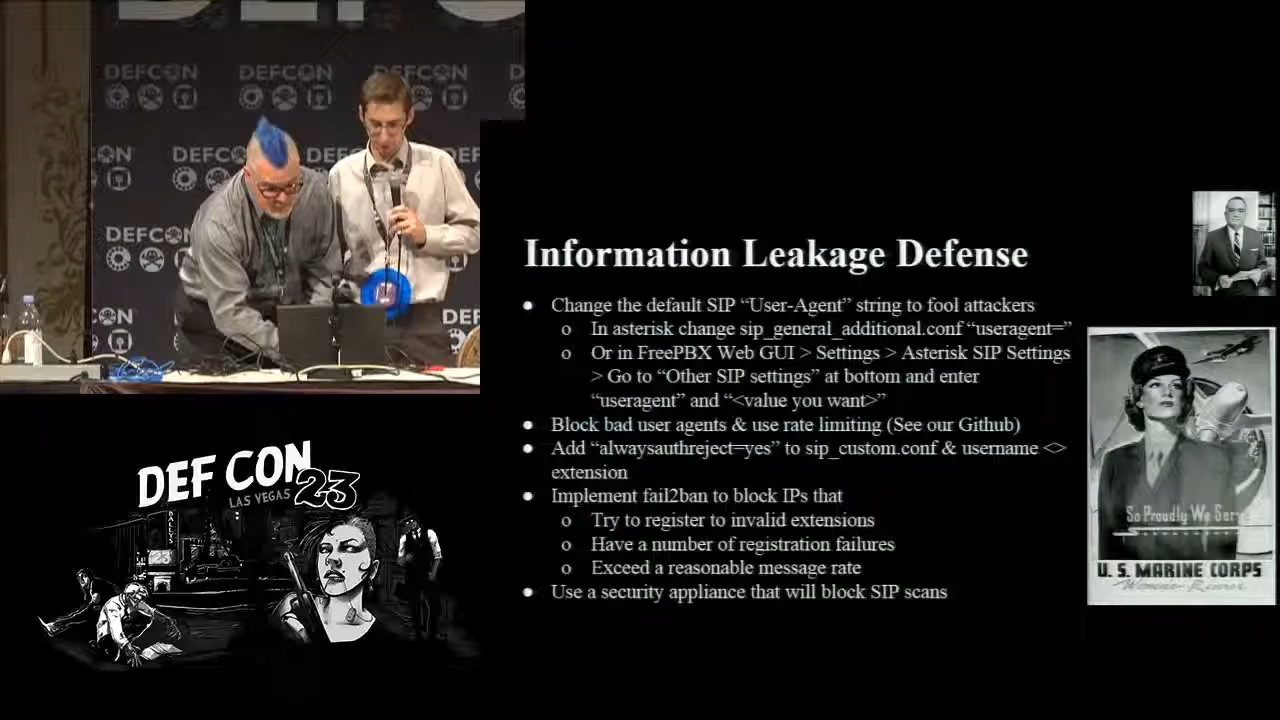 DEFCON
DEFCON
DEFCON
DEFCON
DEFCON
DEF
DEFCON
DEF
DEF CON 23
LAS VEGAS
BALLYS
Information Leakage Defense
● Change the default SIP “User-Agent” string to fool attackers
o In asterisk change sip_general_additional.conf “useragent=”
o Or in FreePBX Web GUI > Settings > Asterisk SIP Settings
> Go to “Other SIP settings” at bottom and enter
“useragent” and “<value you want>”
● Block bad user agents & use rate limiting (See our Github)
● Add “alwaysauthreject=yes” to sip_custom.conf & username <>
extension
● Implement fail2ban to block IPs that
o Try to register to invalid extensions
o Have a number of registration failures
o Exceed a reasonable message rate
● Use a security appliance that will block SIP scans
So Proudly We Serve
U. S. MARINE CORPS
Women's Reserve